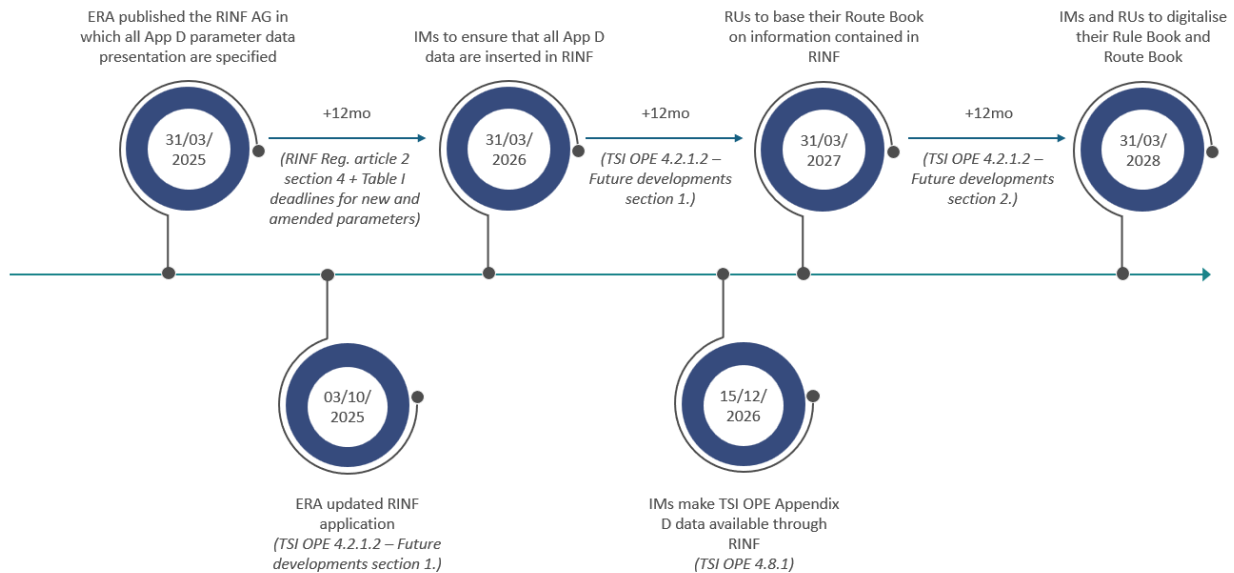 ERA published the RINF AG in
which all App D parameter data
presentation are specified
31/03/
2025
+12mo
(RINF Reg. article 2
section 4 + Table I
deadlines for new and
amended parameters)
IMs to ensure that all App D
data are inserted in RINF
31/03/
2026
+12mo
(TSI OPE 4.2.1.2 –
Future developments
section 1.)
RUs to base their Route Book
on information contained in
RINF
31/03/
2027
+12mo
(TSI OPE 4.2.1.2 –
Future developments
section 2.)
IMs and RUs to digitalise
their Rule Book and
Route Book
31/03/
2028
03/10/
2025
ERA updated RINF
application
(TSI OPE 4.2.1.2 – Future
developments section 1.)
15/12/
2026
IMs make TSI OPE Appendix
D data available through
RINF
(TSI OPE 4.8.1)